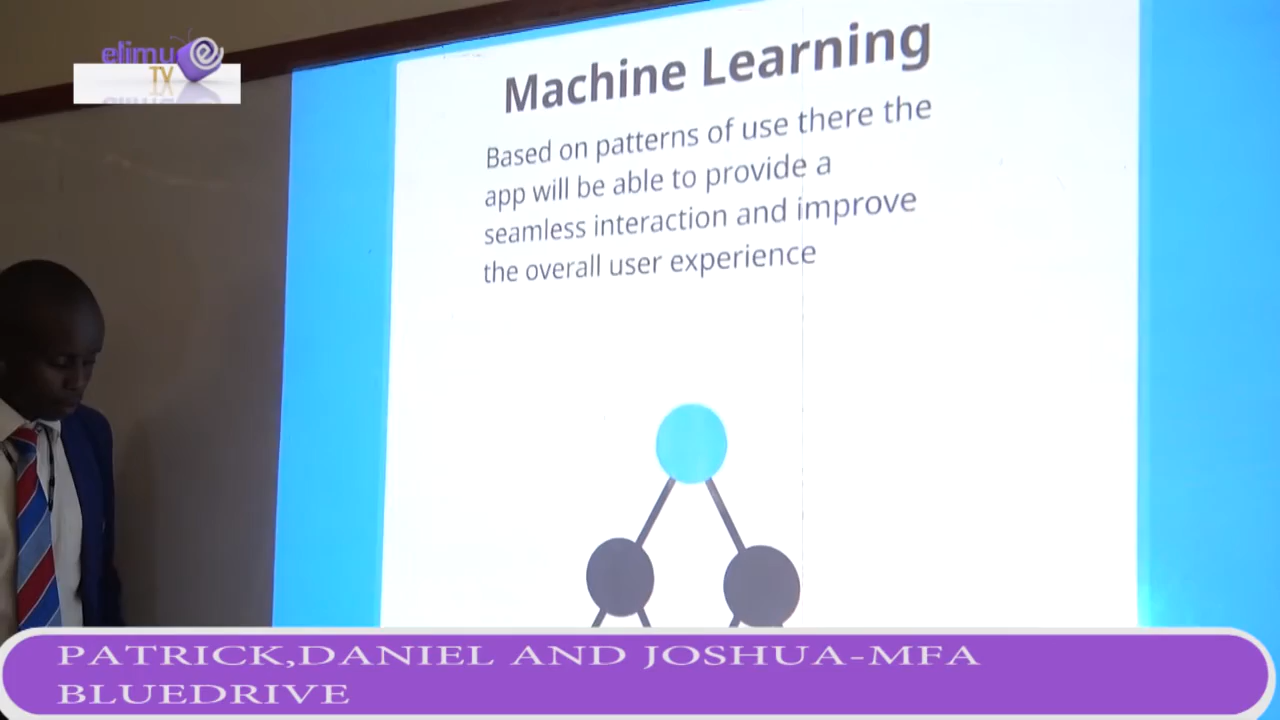 elimu
TX
Machine Learning
Based on patterns of use there the
app will be able to provide a
seamless interaction and improve
the overall user experience
PATRICK,DANIEL AND JOSHUA-MFA
BLUEDRIVE